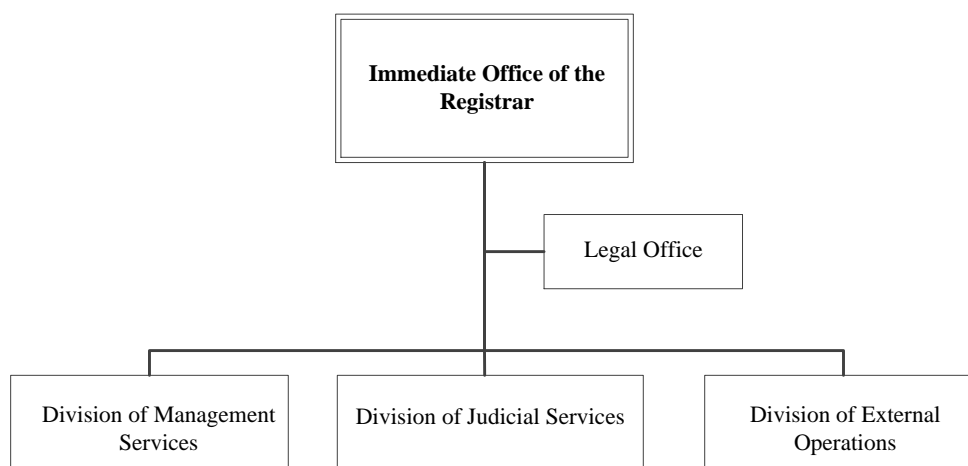 Immediate Office of the
Registrar
Legal Office
Division of Management
Services
Division of Judicial Services
Division of External
Operations